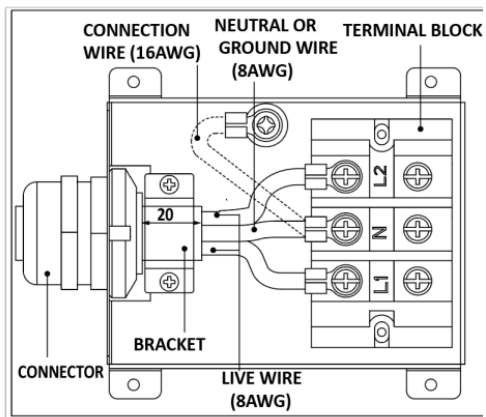 CONNECTION
WIRE (16AWG)
NEUTRAL OR
GROUND WIRE
(8AWG)
TERMINAL BLOCK
L2
N
L1
20
BRACKET
CONNECTOR
LIVE WIRE
(8AWG)